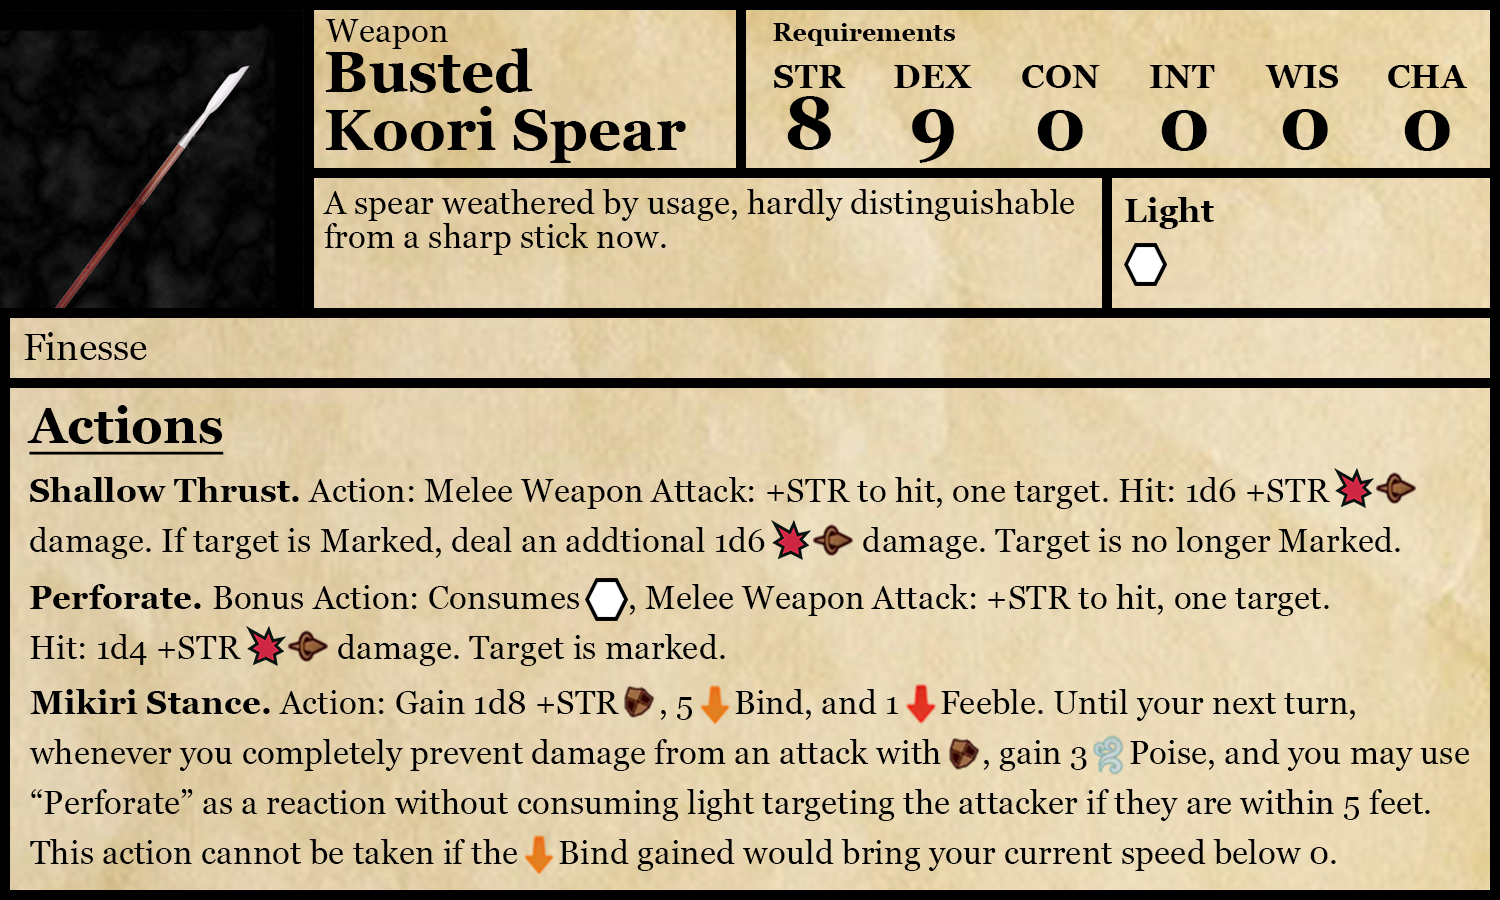 Weapon
Busted
Koori Spear
Requirements
STR DEX CON INT WIS CHA
8 9 0 0 0 0
A spear weathered by usage, hardly distinguishable
from a sharp stick now.
Light
Finesse
Actions
Shallow Thrust. Action: Melee Weapon Attack: +STR to hit, one target. Hit: 1d6 +STR
damage. If target is Marked, deal an addtional 1d6 damage. Target is no longer Marked.
Perforate. Bonus Action: Consumes , Melee Weapon Attack: +STR to hit, one target.
Hit: 1d4 +STR damage. Target is marked.
Mikiri Stance. Action: Gain 1d8 +STR , 5 Bind, and 1 Feeble. Until your next turn,
whenever you completely prevent damage from an attack with , gain 3 Poise, and you may use
“Perforate” as a reaction without consuming light targeting the attacker if they are within 5 feet.
This action cannot be taken if the Bind gained would bring your current speed below 0.